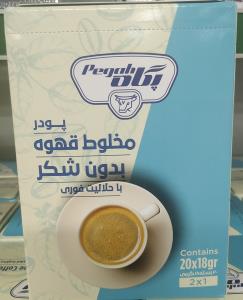 Pegah
پگاه
پودر
مخلوط قهوه
بدون شکر
با حلالیت فوری
Contains
20x18gr
2x1